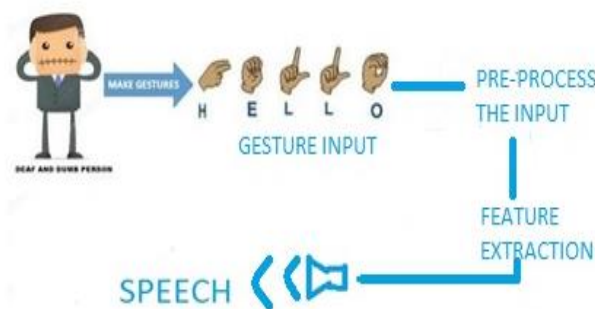 MAKE GESTURES
H E L L O
GESTURE INPUT
DEAF AND DUMB PERSON
PRE-PROCESS
THE INPUT
FEATURE
EXTRACTION
SPEECH